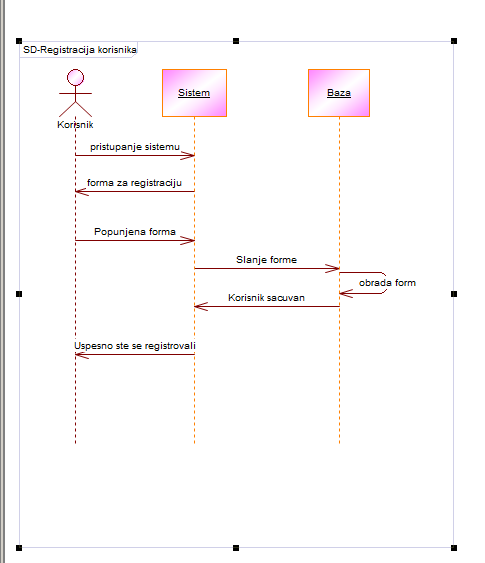 SD-Registracija korisnika
Sistem
Baza
Korisnik
pristupanje sistemu
forma za registraciju
Popunjena forma
Slanje forme
obrada form
Korisnik sacuvan
Uspesno ste se registrovali